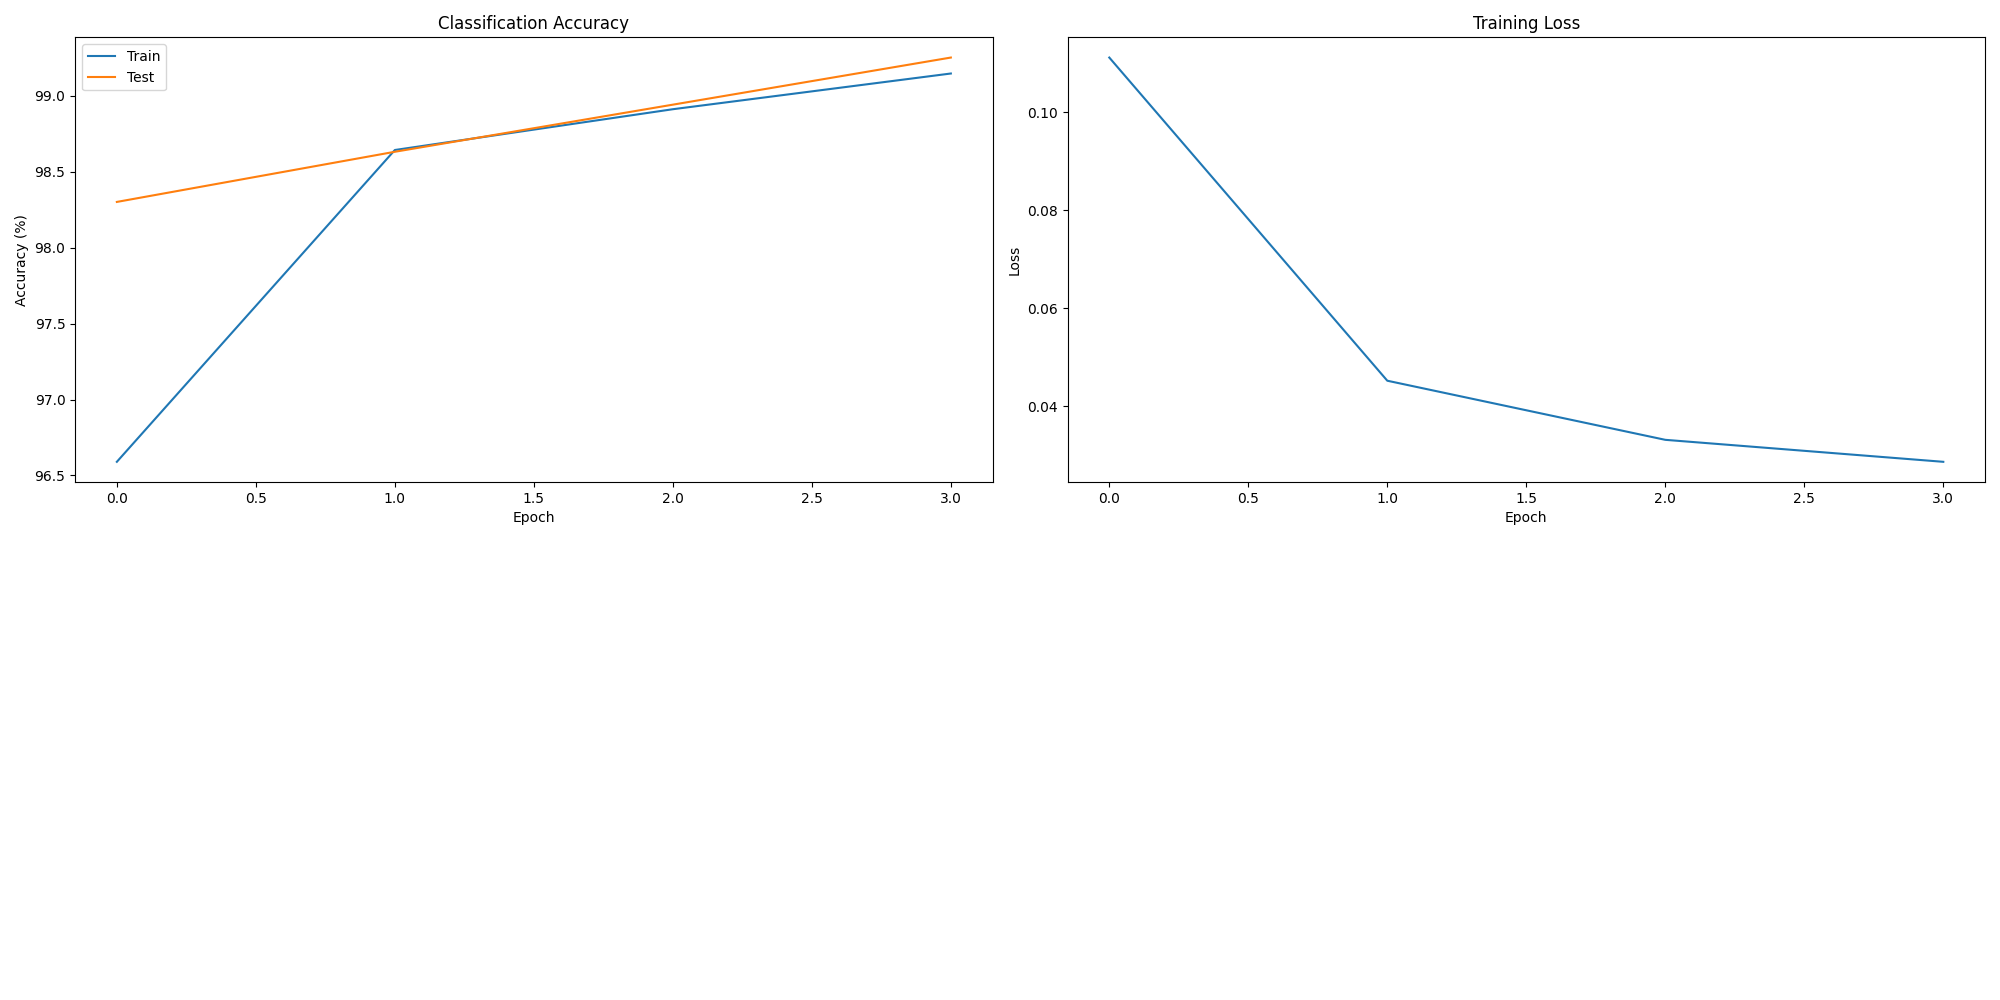 Classification Accuracy
Train
Test
99.0
98.5
98.0
97.5
97.0
96.5
Accuracy (%)
0.0 0.5 1.0 1.5 2.0 2.5 3.0
Epoch
Training Loss
0.10
0.08
0.06
0.04
Loss
0.0 0.5 1.0 1.5 2.0 2.5 3.0
Epoch